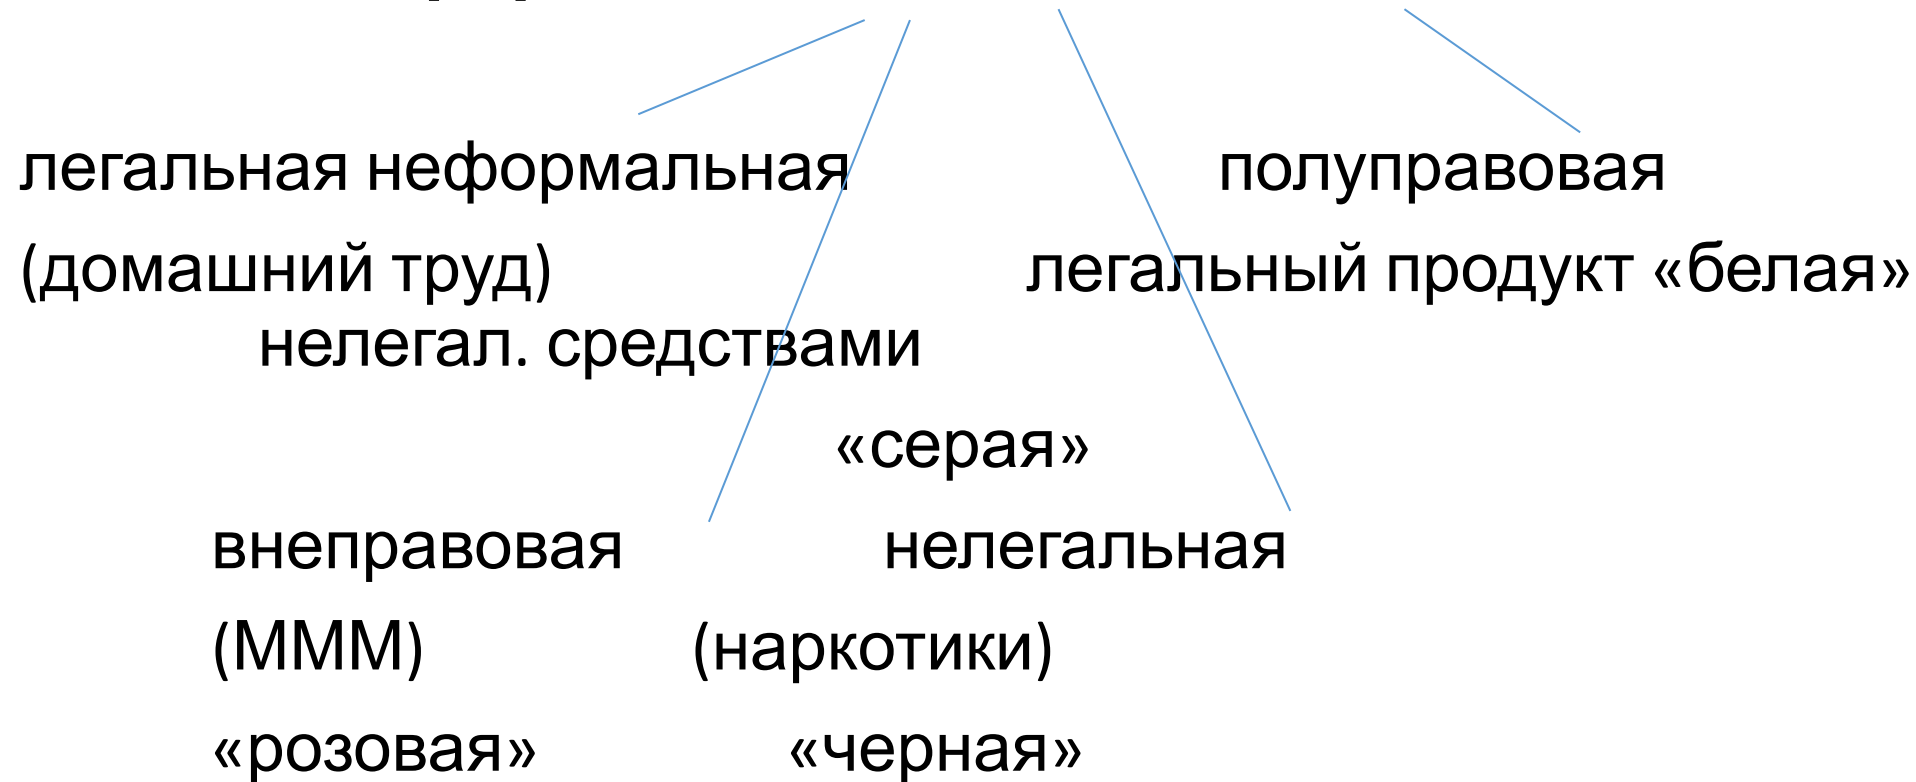 легальная неформальная полуправовая
(домашний труд) легальный продукт «белая»
нелегал. средствами
«серая»
внеправовая нелегальная
(МММ) (наркотики)
«розовая» «черная»